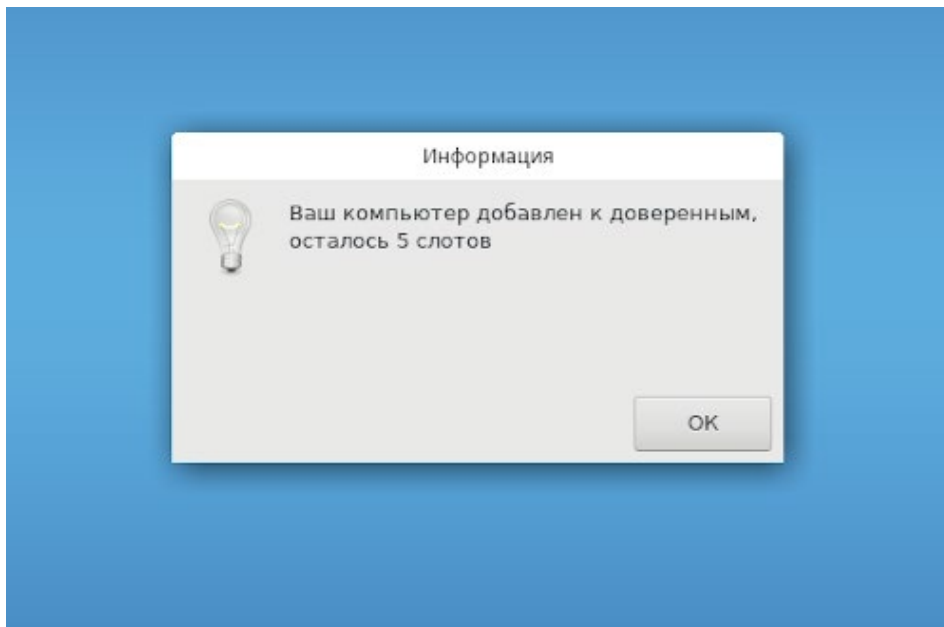 Информация
Ваш компьютер добавлен к доверенным,
осталось 5 слотов
OK